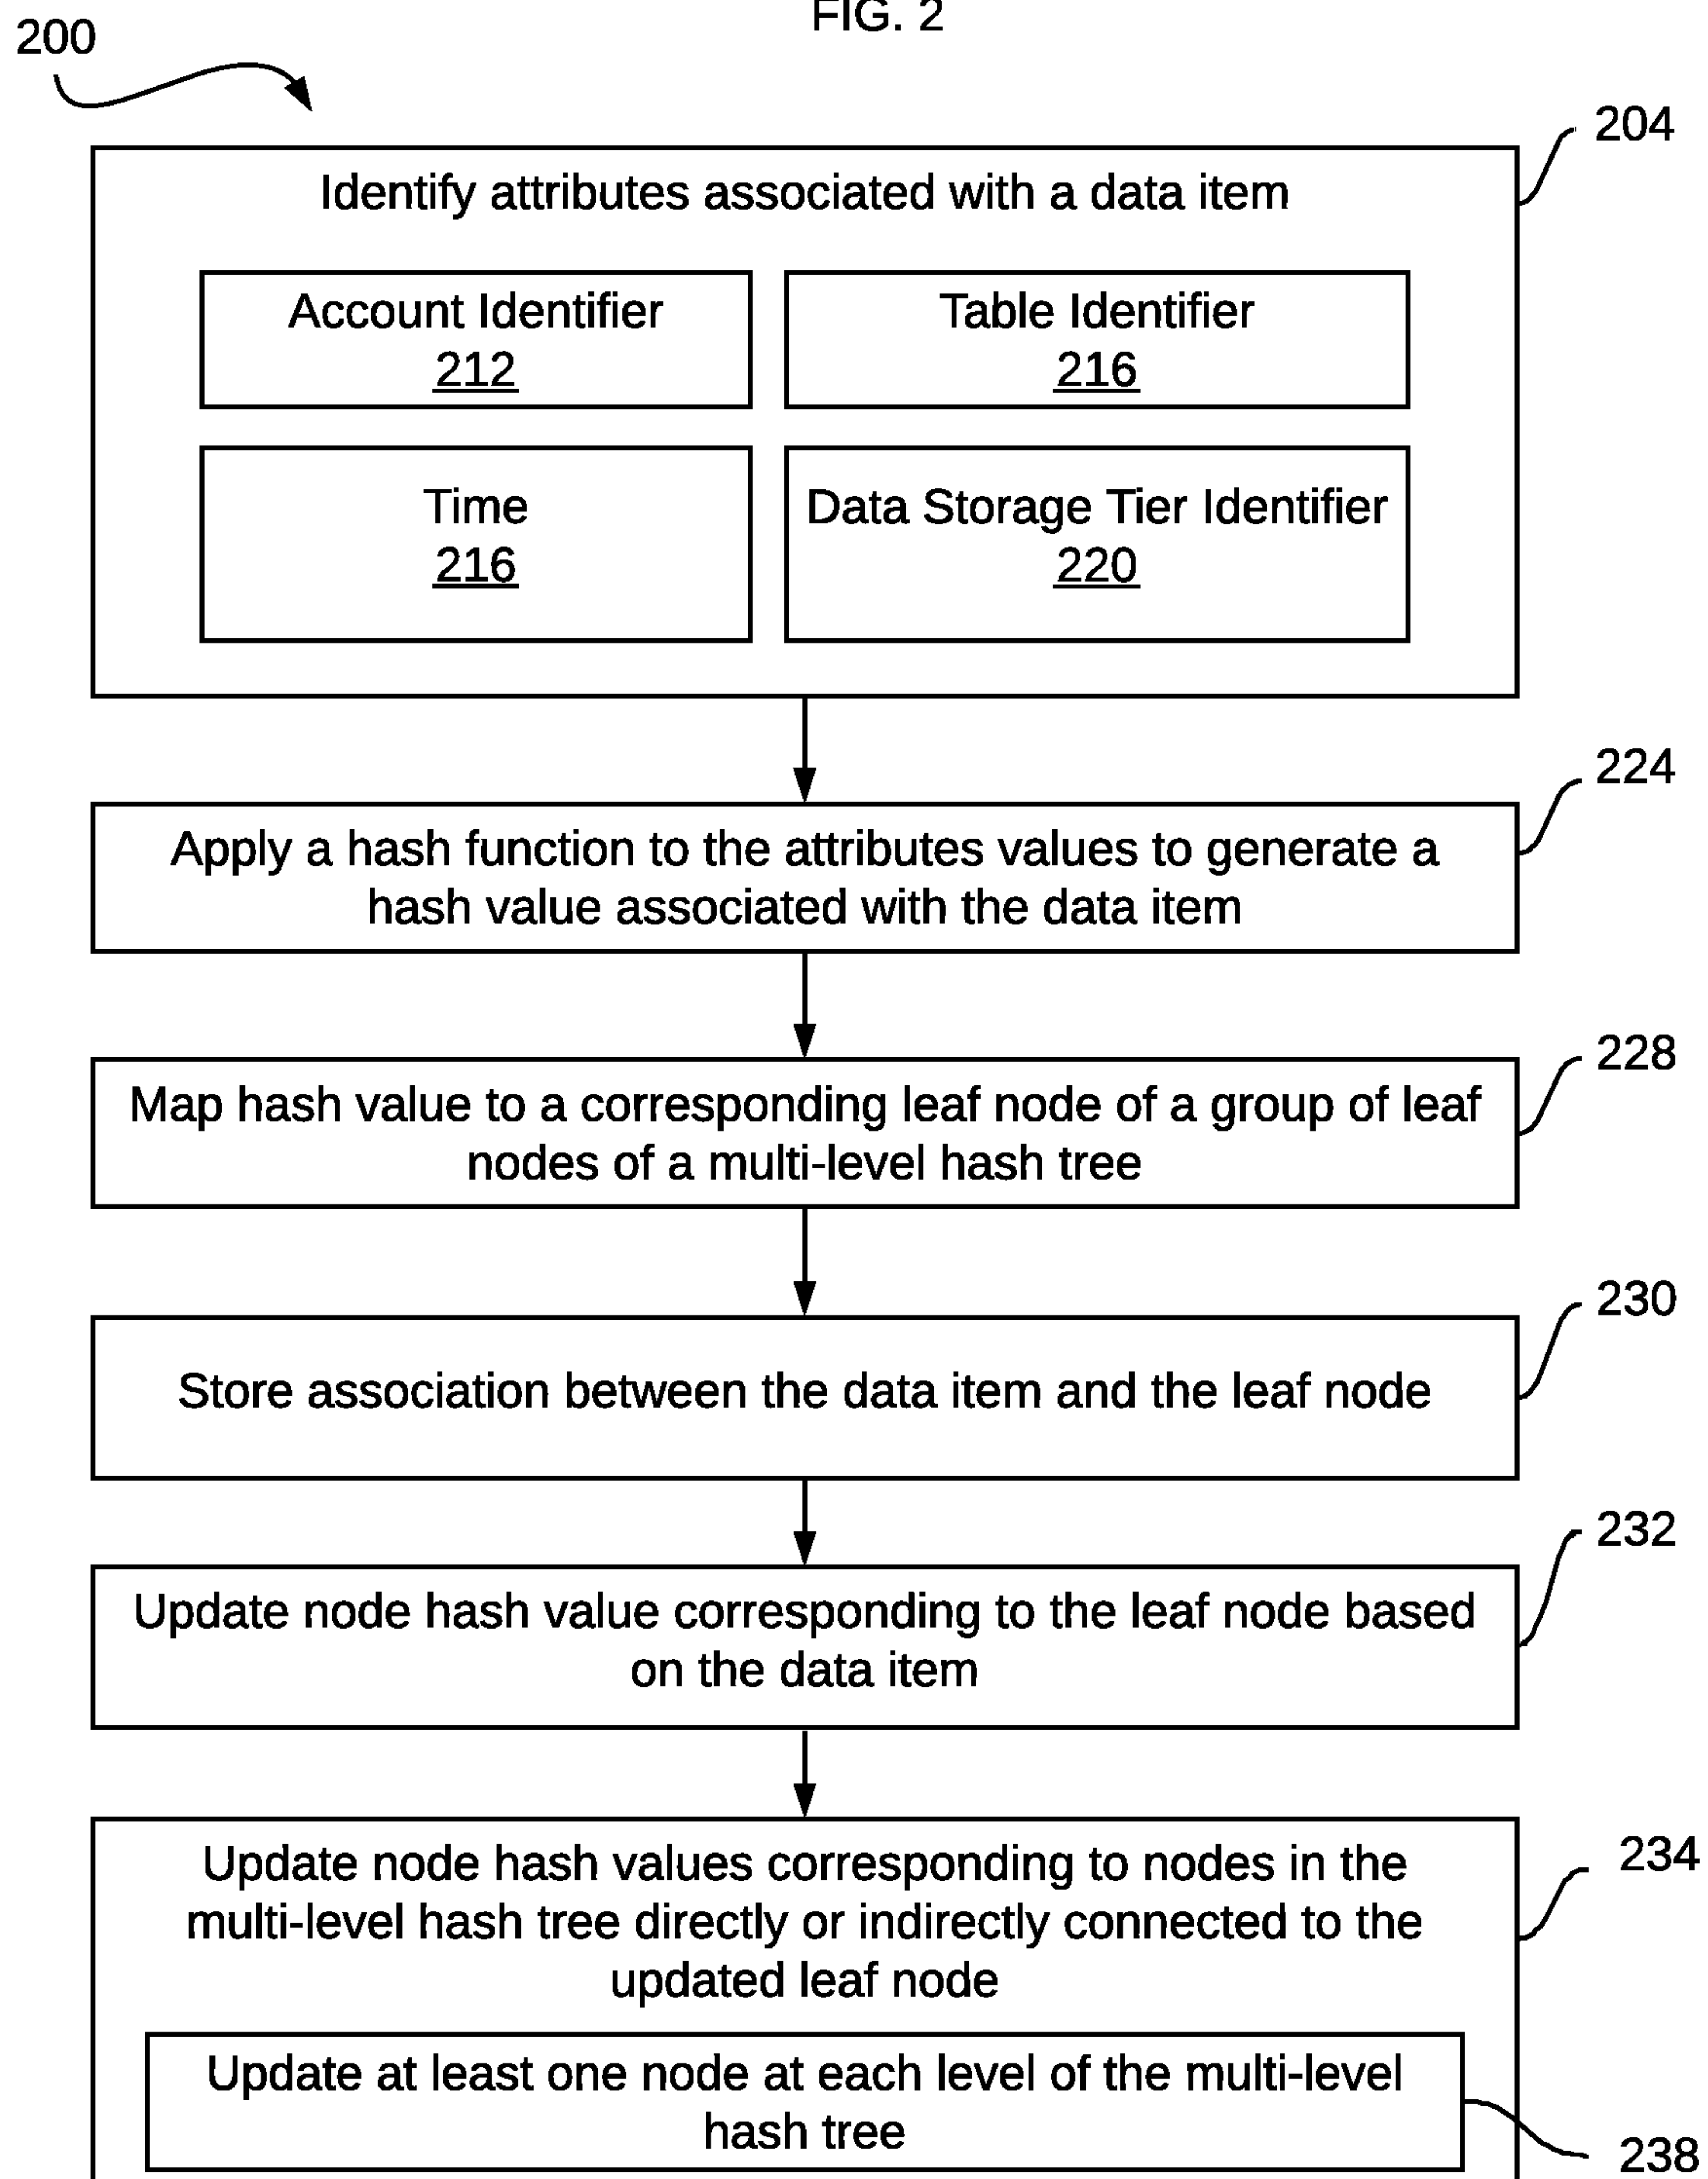 FIG. 2
200
204
Identify attributes associated with a data item
Account Identifier
212
Table Identifier
216
Time
216
Data Storage Tier Identifier
220
224
Apply a hash function to the attributes values to generate a
hash value associated with the data item
228
Map hash value to a corresponding leaf node of a group of leaf
nodes of a multi-level hash tree
230
Store association between the data item and the leaf node
232
Update node hash value corresponding to the leaf node based
on the data item
234
Update node hash values corresponding to nodes in the
multi-level hash tree directly or indirectly connected to the
updated leaf node
Update at least one node at each level of the multi-level
hash tree
238